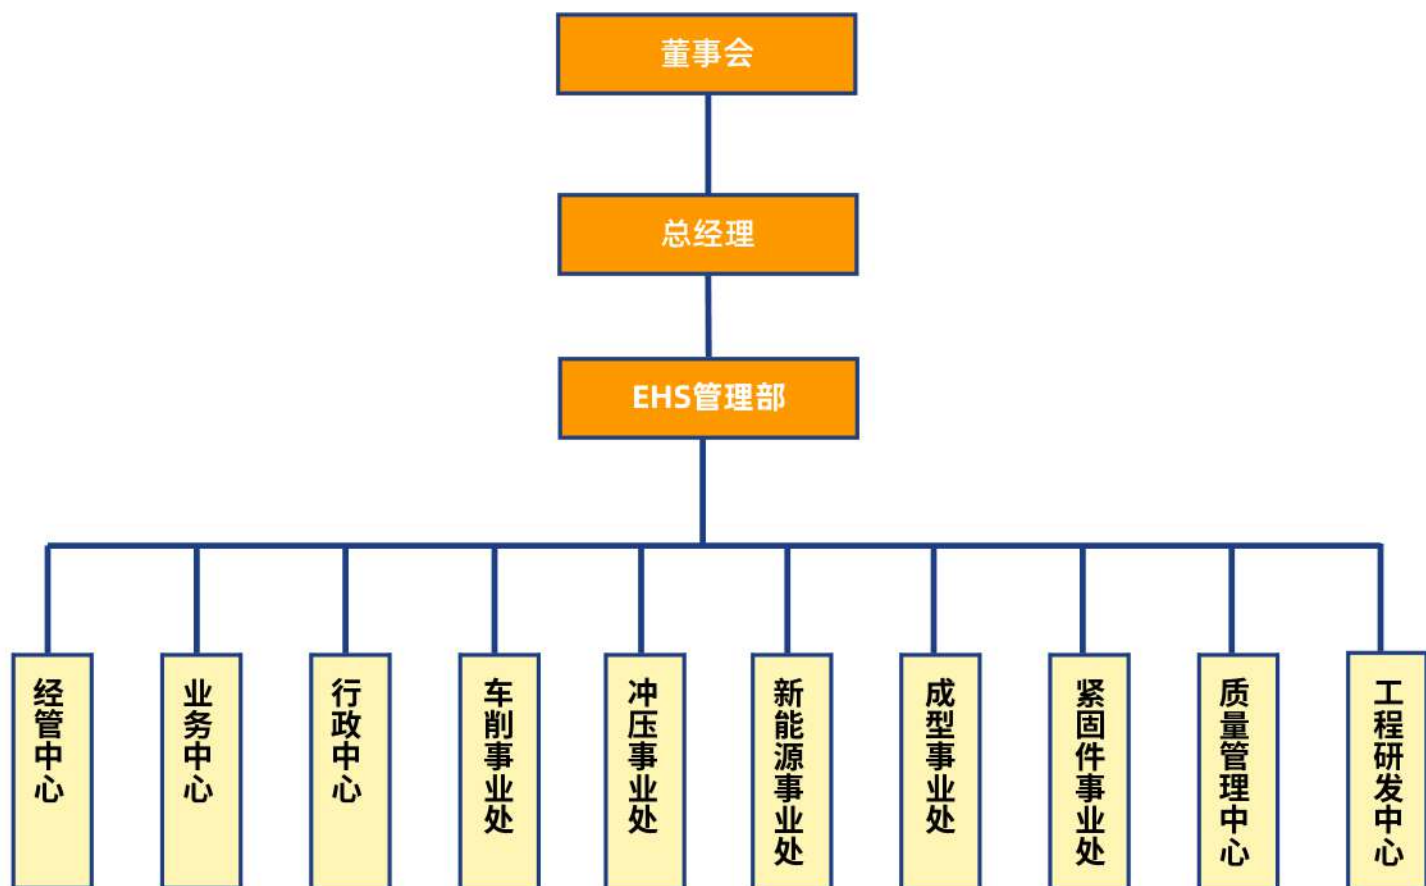 董事会
总经理
EHS管理部
经管中心
业务中心
行政中心
车削事业处
冲压事业处
新能源事业处
成型事业处
紧固件事业处
质量管理中心
工程研发中心